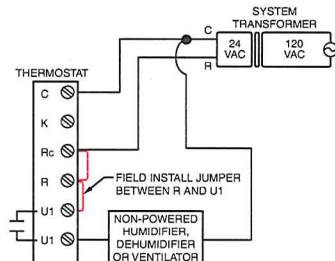 SYSTEM
TRANSFORMER
C
24
VAC
120
VAC
R
THERMOSTAT
C
K
Rc
R
FIELD INSTALL JUMPER
BETWEEN R AND U1
U1
U1
NON-POWERED
HUMIDIFIER,
DEHUMIDIFIER
OR VENTILATOR